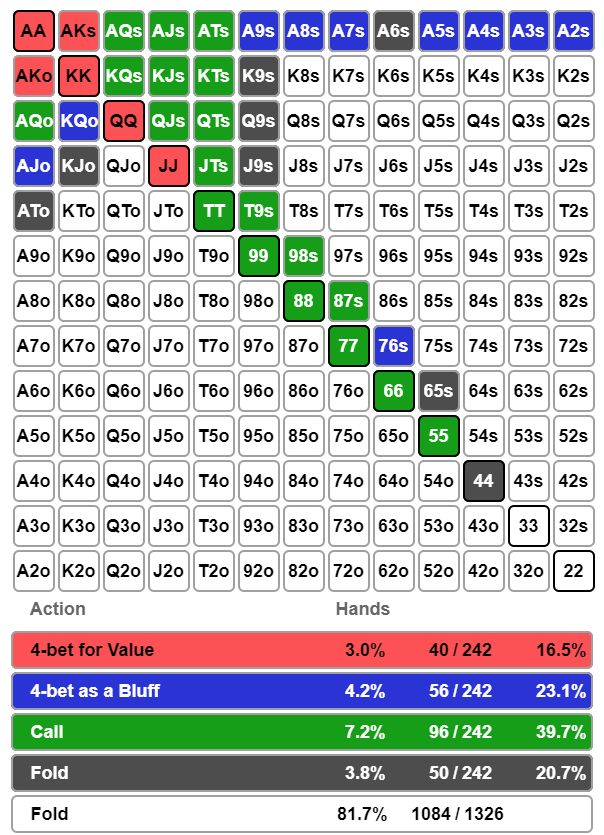 AA AKs AQs AJs ATs A9s A8s A7s A6s A5s A4s A3s A2s
AKo KK KQs KJs KTs K9s K8s K7s K6s K5s K4s K3s K2s
AQo KQo QQ QJs QTs Q9s Q8s Q7s Q6s Q5s Q4s Q3s Q2s
AJo KJo QJo JJ JTs J9s J8s J7s J6s J5s J4s J3s J2s
ATo KTo QTo JTo TT T9s T8s T7s T6s T5s T4s T3s T2s
A9o K9o Q9o J9o T9o 99 98s 97s 96s 95s 94s 93s 92s
A8o K8o Q8o J8o T8o 98o 88 87s 86s 85s 84s 83s 82s
A7o K7o Q7o J7o T7o 97o 87o 77 76s 75s 74s 73s 72s
A6o K6o Q6o J6o T6o 96o 86o 76o 66 65s 64s 63s 62s
A5o K5o Q5o J5o T5o 95o 85o 75o 65o 55 54s 53s 52s
A4o K4o Q4o J4o T4o 94o 84o 74o 64o 54o 44 43s 42s
A3o K3o Q3o J3o T3o 93o 83o 73o 63o 53o 43o 33 32s
A2o K2o Q2o J2o T2o 92o 82o 72o 62o 52o 42o 32o 22
Action Hands
4-bet for Value 3.0% 40 / 242 16.5%
4-bet as a Bluff 4.2% 56 / 242 23.1%
Call 7.2% 96 / 242 39.7%
Fold 3.8% 50 / 242 20.7%
Fold 81.7% 1084 / 1326